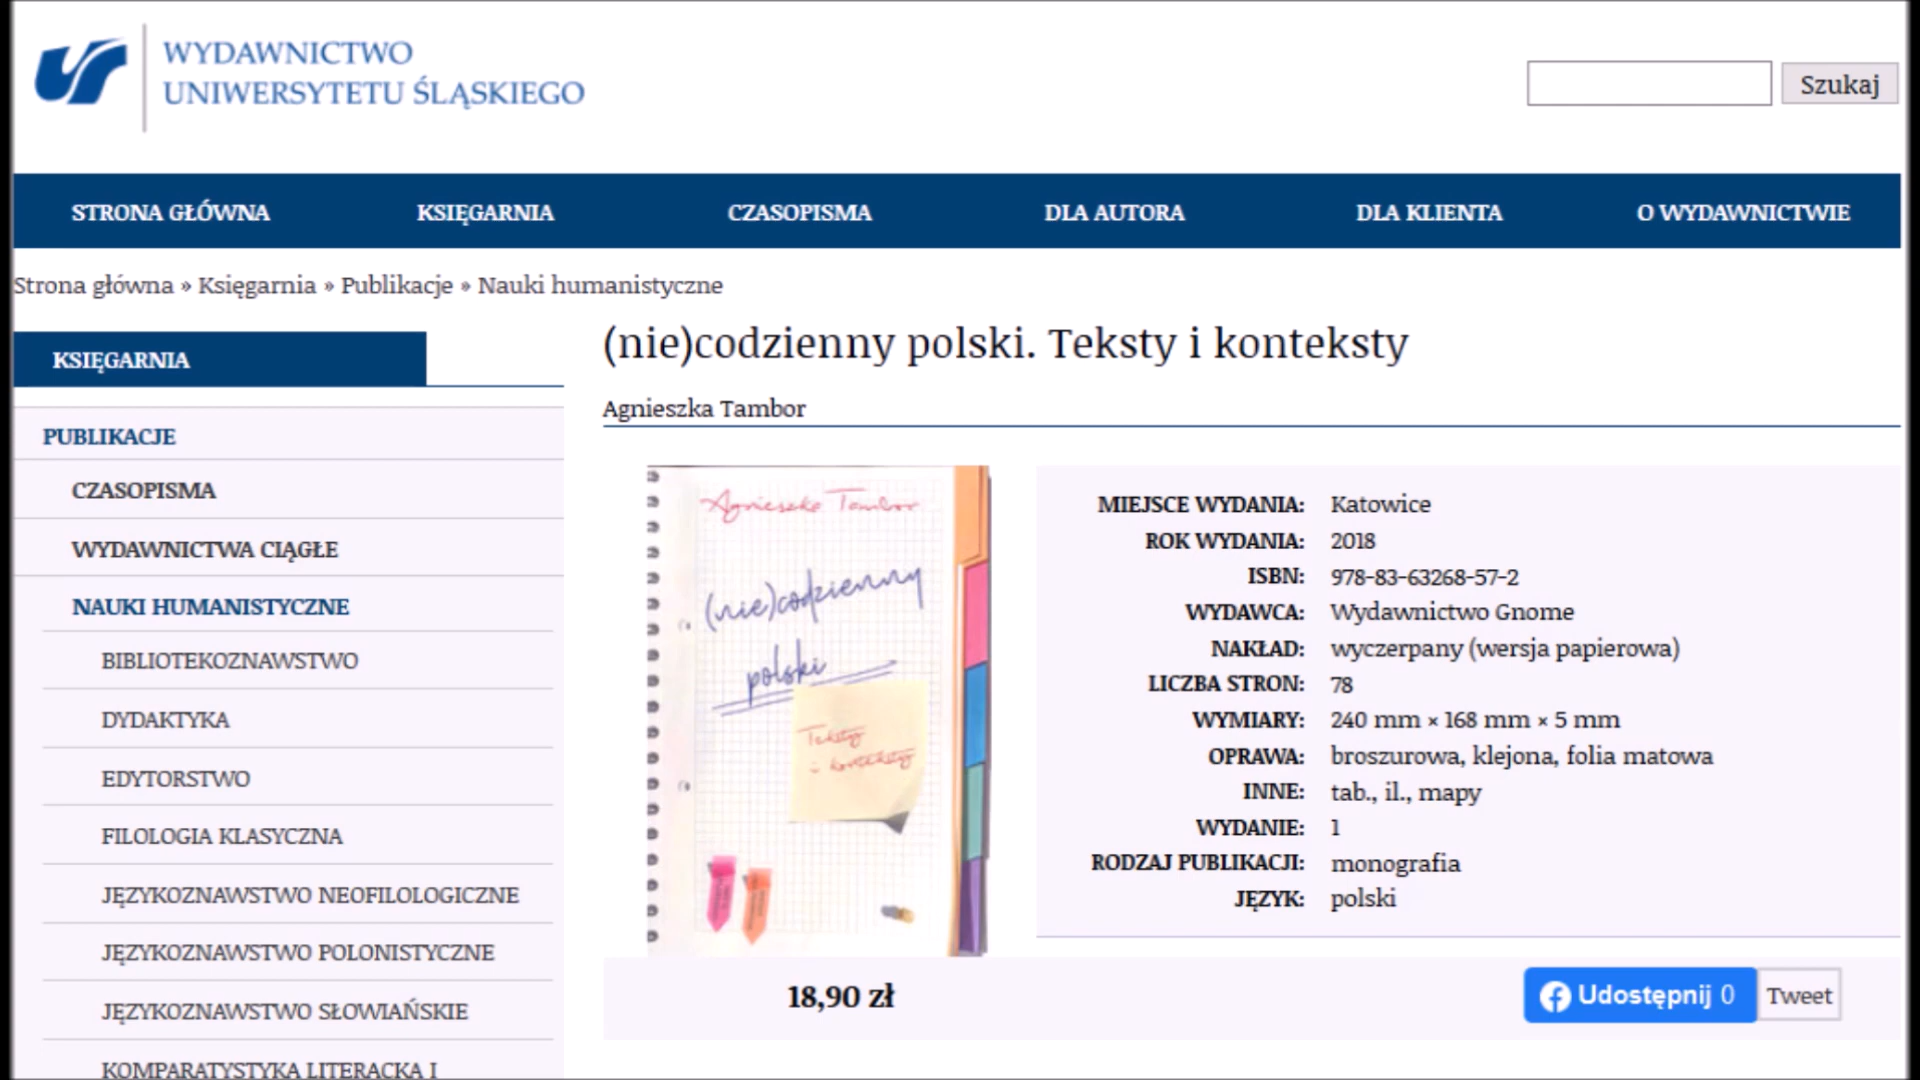 WYDAWNICTWO
UNIWERSYTETU ŚLĄSKIEGO
Szukaj
STRONA GŁÓWNA KSIĘGARNIA CZASOPISMA DLA AUTORA DLA KLIENTA O WYDAWNICTWIE
Strona główna » Księgarnia » Publikacje » Nauki humanistyczne
KSIĘGARNIA
PUBLIKACJE
CZASOPISMA
WYDAWNICTWA CIĄGŁE
NAUKI HUMANISTYCZNE
BIBLIOTEKOZNAWSTWO
DYDAKTYKA
EDYTORSTWO
FILOLOGIA KLASYCZNA
JĘZYKOZNAWSTWO NEOFILOLOGICZNE
JĘZYKOZNAWSTWO POLONISTYCZNE
JĘZYKOZNAWSTWO SŁOWIAŃSKIE
KOMPARATYSTYKA LITERACKA I
(nie)codzienny polski. Teksty i konteksty
Agnieszka Tambor
Agnieszka Tambor
(nie)codzienny
polski
Teksty
i konteksty
MIEJSCE WYDANIA: Katowice
ROK WYDANIA: 2018
ISBN: 978-83-63268-57-2
WYDAWCA: Wydawnictwo Gnome
NAKŁAD: wyczerpany (wersja papierowa)
LICZBA STRON: 78
WYMIARY: 240 mm × 168 mm × 5 mm
OPRAWA: broszurowa, klejona, folia matowa
INNE: tab., il., mapy
WYDANIE: 1
RODZAJ PUBLIKACJI: monografia
JĘZYK: polski
18,90 zł
Udostępnij 0
Tweet